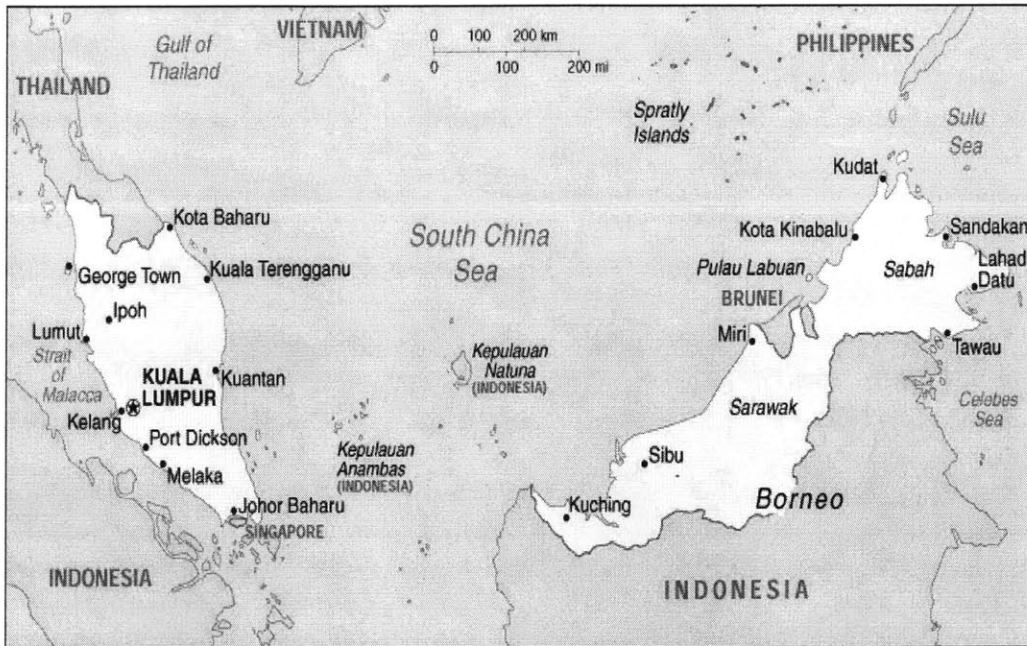 VIETNAM
Gulf of
Thailand
THAILAND
0 100 200 km
0 100 200 mi
PHILIPPINES
Spratly
Islands
Sulu
Sea
Kudat
Kota Baharu
South China
Sea
Kota Kinabalu
Sandakan
George Town
Kuala Terengganu
Pulau Labuan
Sabah
Lahad
Datu
BRUNEI
Ipoh
Lumut
Miri
Tawau
Strait
of
Malacca
KUALA
LUMPUR
Kuantan
Kepulauan
Natuna
(INDONESIA)
Sarawak
Celebes
Sea
Kelang
Port Dickson
Melaka
Kepulauan
Anambas
(INDONESIA)
Sibu
Borneo
Kuching
Johor Baharu
SINGAPORE
INDONESIA
INDONESIA